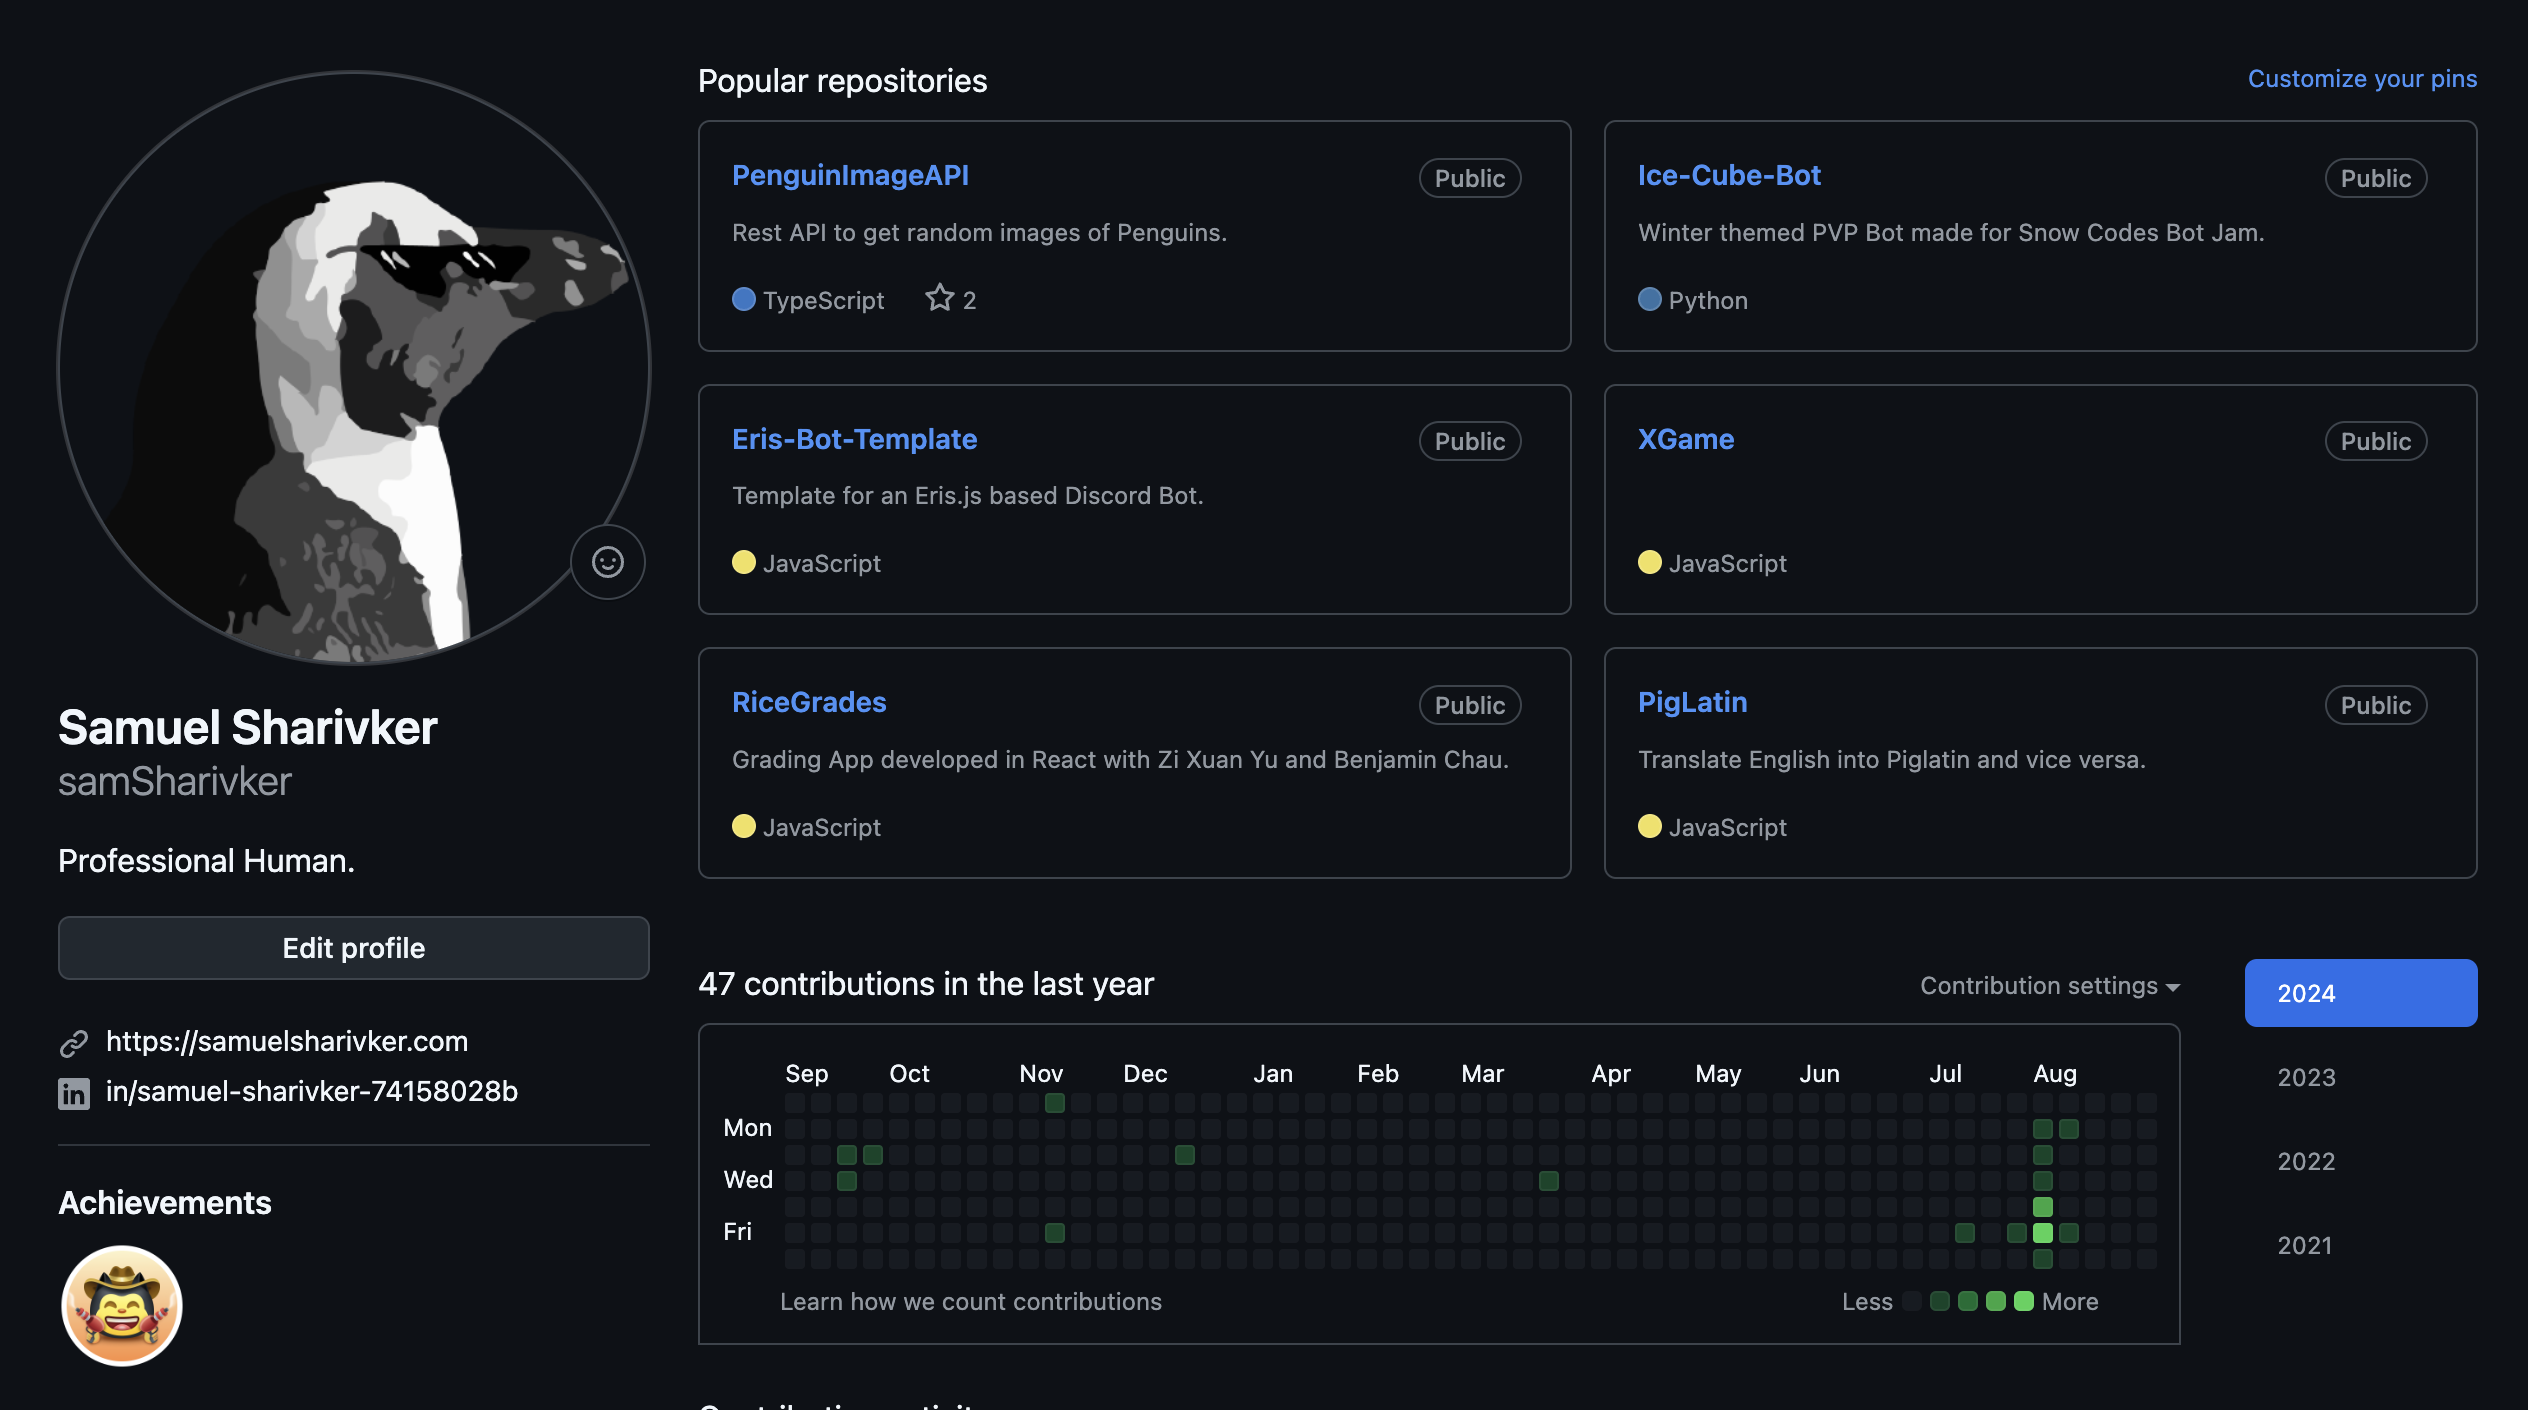 Samuel Sharivker
samSharivker
Professional Human.
Edit profile
https://samuelsharivker.com
in/samuel-sharivker-74158028b
Achievements
Popular repositories
Customize your pins
PenguinImageAPI
Public
Rest API to get random images of Penguins.
TypeScript
2
Ice-Cube-Bot
Public
Winter themed PVP Bot made for Snow Codes Bot Jam.
Python
Eris-Bot-Template
Public
Template for an Eris.js based Discord Bot.
JavaScript
XGame
Public
JavaScript
RiceGrades
Public
Grading App developed in React with Zi Xuan Yu and Benjamin Chau.
JavaScript
PigLatin
Public
Translate English into Piglatin and vice versa.
JavaScript
47 contributions in the last year
Contribution settings
Sep Oct Nov Dec Jan Feb Mar Apr May Jun Jul Aug
Mon
Wed
Fri
Learn how we count contributions
Less More
2024
2023
2022
2021